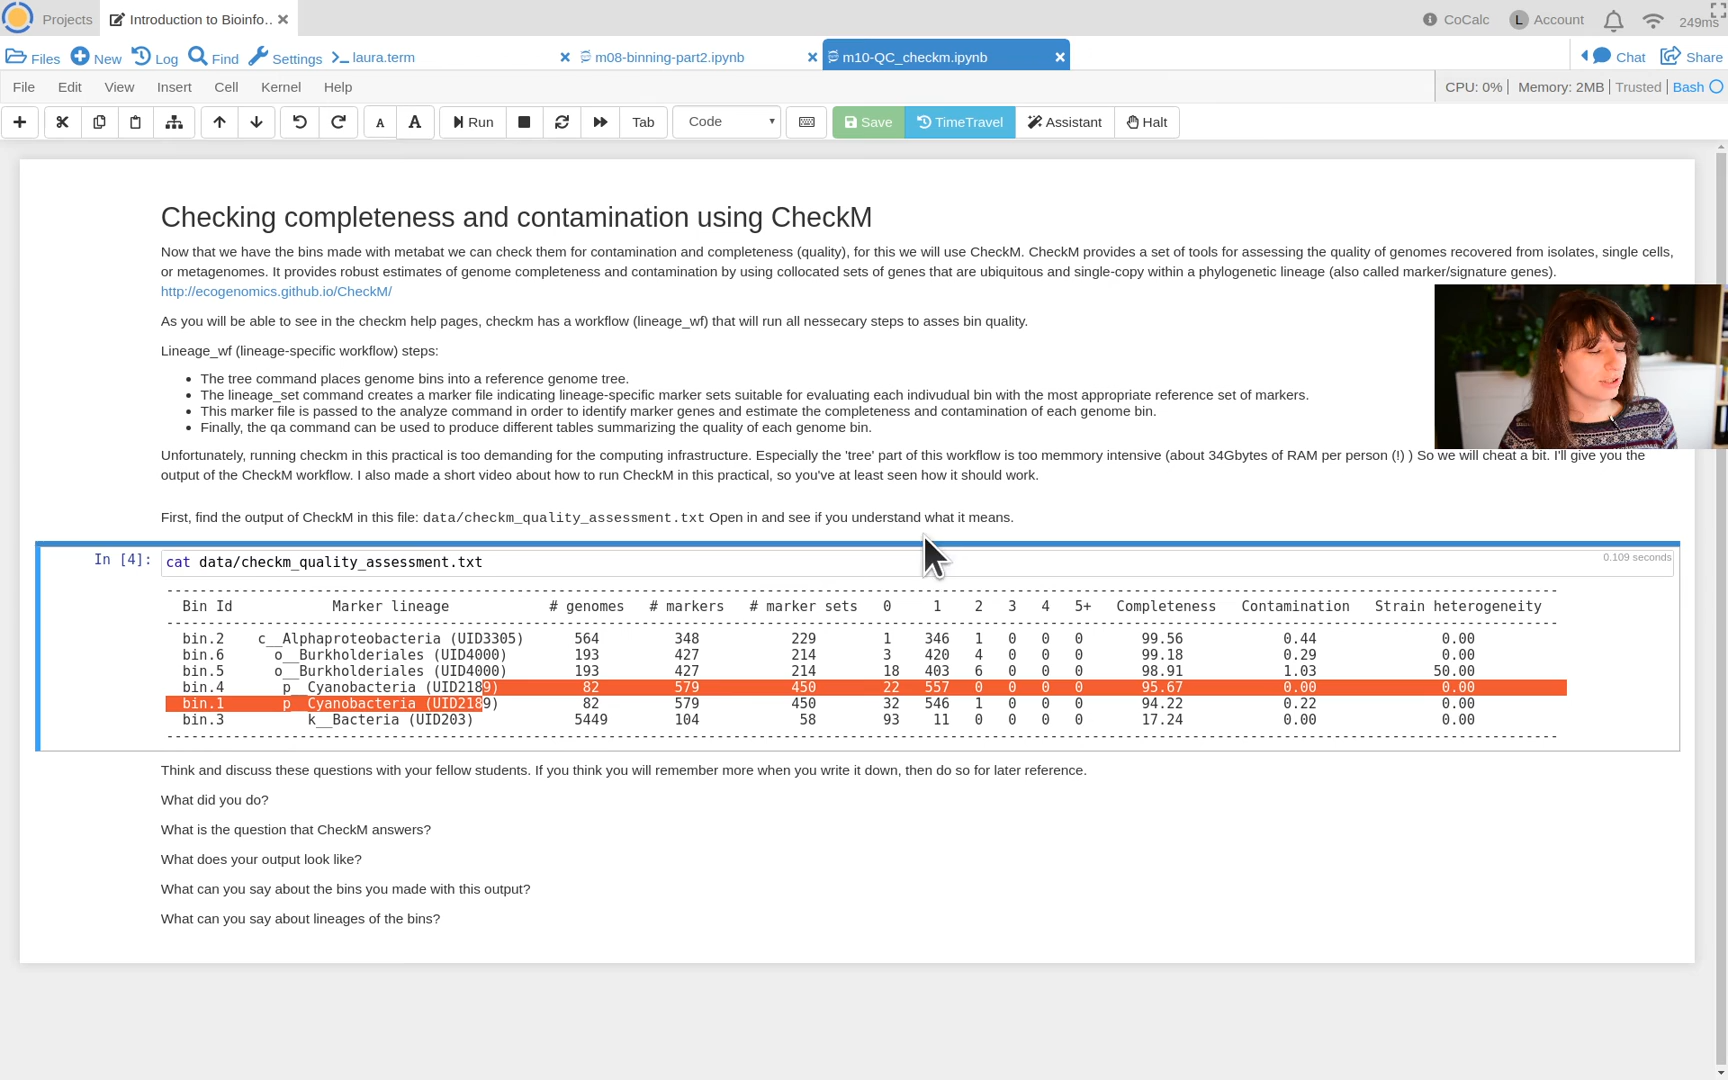 Projects Introduction to Bioinfo.. CoCalc L Account 249ms
Files New Log Find Settings laura.term m08-binning-part2.ipynb m10-QC_checkm.ipynb Chat Share
File Edit View Insert Cell Kernel Help CPU: 0% Memory: 2MB Trusted Bash
A A Run Tab Code Save TimeTravel Assistant Halt
Checking completeness and contamination using CheckM
Now that we have the bins made with metabat we can check them for contamination and completeness (quality), for this we will use CheckM. CheckM provides a set of tools for assessing the quality of genomes recovered from isolates, single cells,
or metagenomes. It provides robust estimates of genome completeness and contamination by using collocated sets of genes that are ubiquitous and single-copy within a phylogenetic lineage (also called marker/signature genes).
http://ecogenomics.github.io/CheckM/
As you will be able to see in the checkm help pages, checkm has a workflow (lineage_wf) that will run all nessecary steps to asses bin quality.
Lineage_wf (lineage-specific workflow) steps:
• The tree command places genome bins into a reference genome tree.
• The lineage_set command creates a marker file indicating lineage-specific marker sets suitable for evaluating each indivudual bin with the most appropriate reference set of markers.
• This marker file is passed to the analyze command in order to identify marker genes and estimate the completeness and contamination of each genome bin.
• Finally, the qa command can be used to produce different tables summarizing the quality of each genome bin.
Unfortunately, running checkm in this practical is too demanding for the computing infrastructure. Especially the 'tree' part of this workflow is too memmory intensive (about 34Gbytes of RAM per person (!) ) So we will cheat a bit. I'll give you the
output of the CheckM workflow. I also made a short video about how to run CheckM in this practical, so you've at least seen how it should work.
First, find the output of CheckM in this file: data/checkm_quality_assessment.txt Open in and see if you understand what it means.
In [4]: cat data/checkm_quality_assessment.txt 0.109 seconds
Bin Id Marker lineage # genomes # markers # marker sets 0 1 2 3 4 5+ Completeness Contamination Strain heterogeneity
bin.2 c__Alphaproteobacteria (UID3305) 564 348 229 1 346 1 0 0 0 99.56 0.44 0.00
bin.6 o__Burkholderiales (UID4000) 193 427 214 3 420 4 0 0 0 99.18 0.29 0.00
bin.5 o__Burkholderiales (UID4000) 193 427 214 18 403 6 0 0 0 98.91 1.03 50.00
bin.4 p__Cyanobacteria (UID2189) 82 579 450 22 557 0 0 0 0 95.67 0.00 0.00
bin.1 p__Cyanobacteria (UID2189) 82 579 450 32 546 1 0 0 0 94.22 0.22 0.00
bin.3 k__Bacteria (UID203) 5449 104 58 93 11 0 0 0 0 17.24 0.00 0.00
Think and discuss these questions with your fellow students. If you think you will remember more when you write it down, then do so for later reference.
What did you do?
What is the question that CheckM answers?
What does your output look like?
What can you say about the bins you made with this output?
What can you say about lineages of the bins?